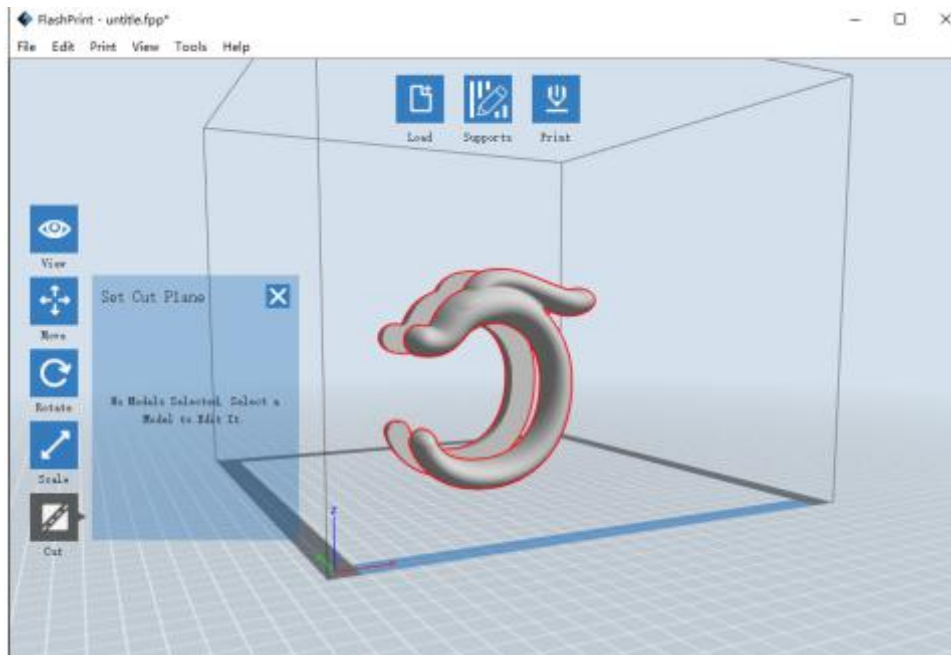 FlashPrint - untitle.fpp*
File Edit Print View Tools Help
Load Supports Print
View
Set Cut Plane
Move
No Models Selected, Select a
Model to Edit It.
Rotate
Scale
Cut
Z